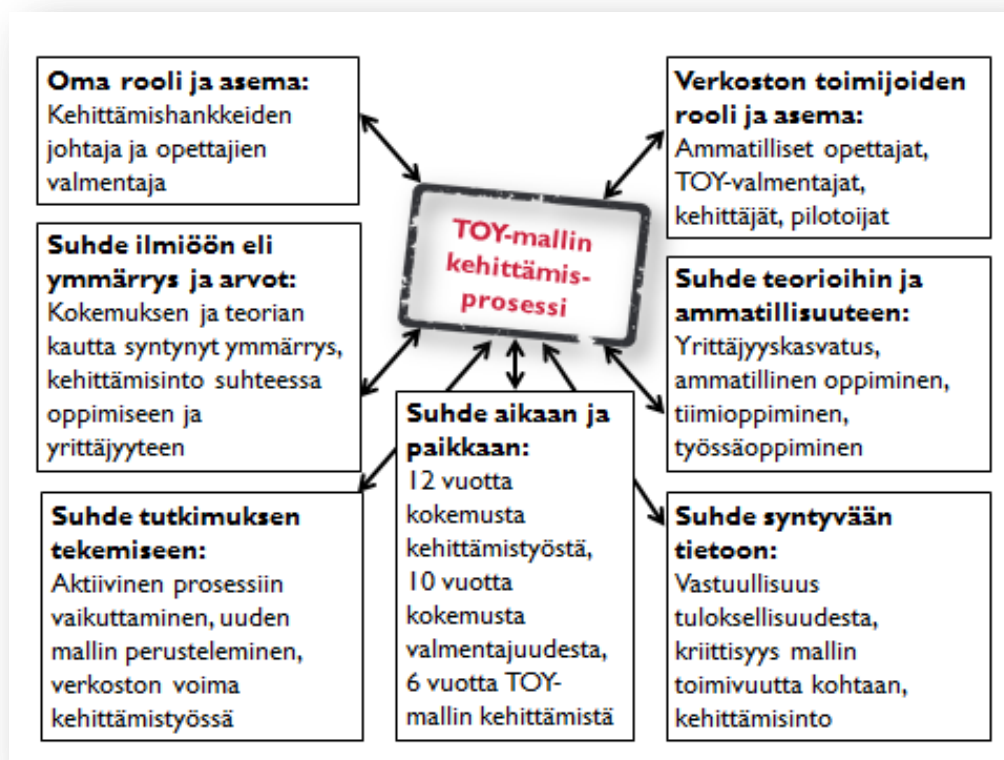 Oma rooli ja asema:
Kehittämishankkeiden
johtaja ja opettajien
valmentaja
Verkoston toimijoiden
rooli ja asema:
Ammatilliset opettajat,
TOY-valmentajat,
kehittäjät, pilotoijat
TOY-mallin
kehittämis-
prosessi
Suhde ilmiöön eli
ymmärrys ja arvot:
Kokemuksen ja teorian
kautta syntynyt ymmärrys,
kehittämisinto suhteessa
oppimiseen ja
yrittäjyyteen
Suhde teorioihin ja
ammatillisuuteen:
Yrittäjyyskasvatus,
ammatillinen oppiminen,
tiimioppiminen,
työssäoppiminen
Suhde tutkimuksen
tekemiseen:
Aktiivinen prosessiin
vaikuttaminen, uuden
mallin perusteleminen,
verkoston voima
kehittämistyössä
Suhde aikaan ja
paikkaan:
12 vuotta
kokemusta
kehittämistyöstä,
10 vuotta
kokemusta
valmentajuudesta,
6 vuotta TOY-
mallin kehittämistä
Suhde syntyvään
tietoon:
Vastuullisuus
tuloksellisuudesta,
kriittisyys mallin
toimivuutta kohtaan,
kehittämisinto